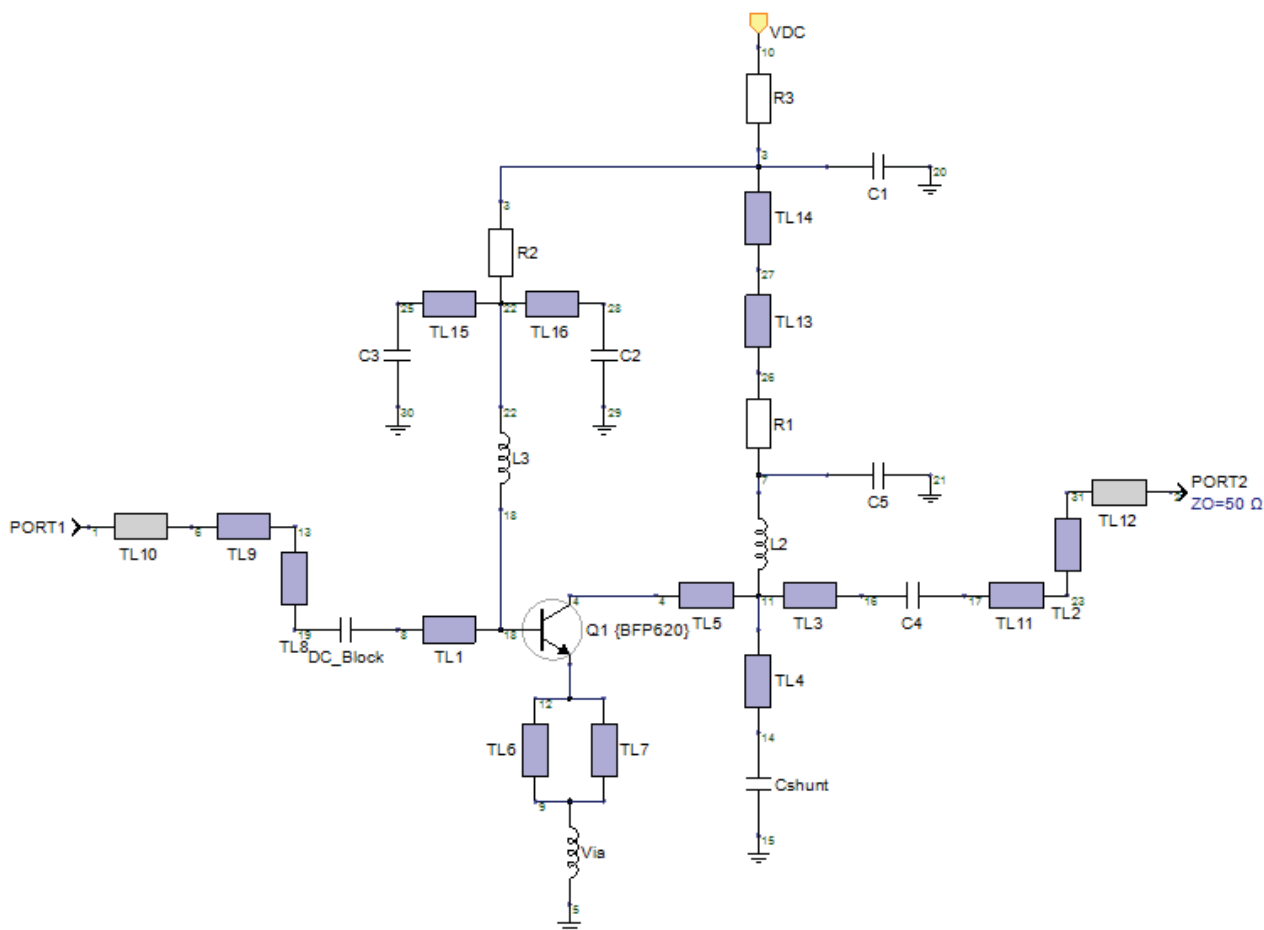 VDC
10
R3
3
20
C1
3
TL14
R2
27
25
22
28
TL15
TL16
TL13
C3
C2
26
R1
30
22
29
L3
7
C5
21
18
PORT1
1
TL10
6
TL9
13
L2
31
TL12
2
PORT2
ZO=50 Ω
4
4
TL5
11
TL3
16
C4
17
TL11
TL2
23
19
TL8
DC_Block
8
TL1
18
Q1 {BFP620}
TL4
12
14
TL6
TL7
Cshunt
9
15
Via
5